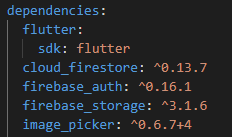 dependencies:
  flutter:
    sdk: flutter
  cloud_firestore: ^0.13.7
  firebase_auth: ^0.16.1
  firebase_storage: ^3.1.6
  image_picker: ^0.6.7+4